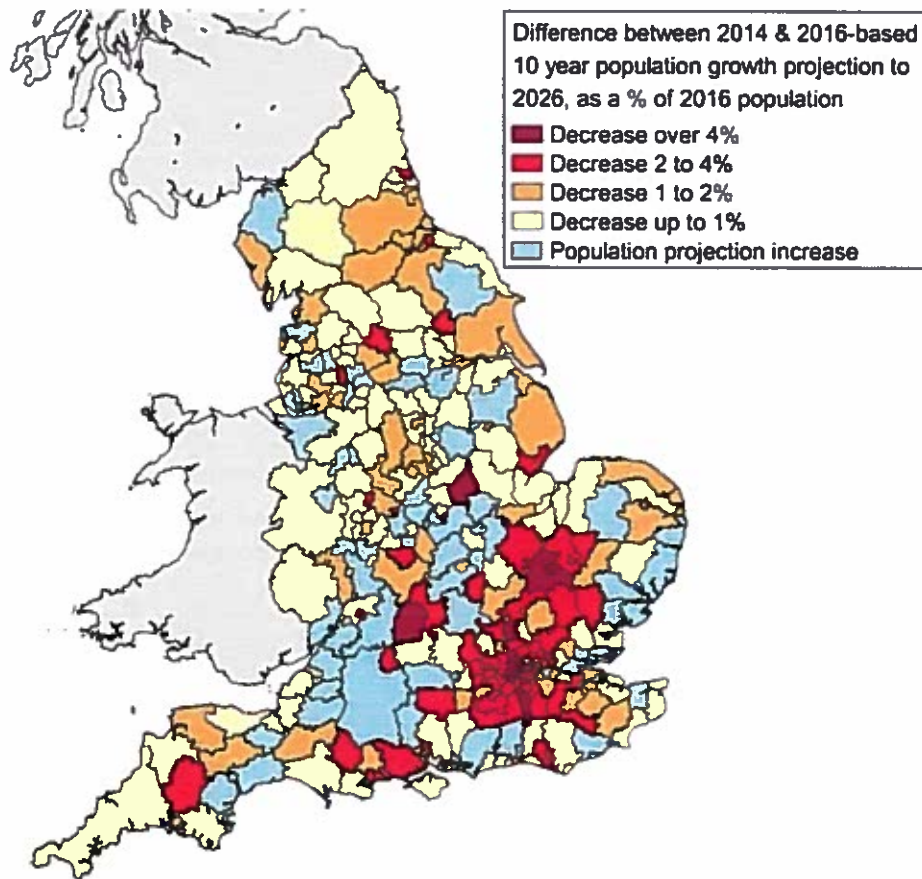 Difference between 2014 & 2016-based
10 year population growth projection to
2026, as a % of 2016 population
Decrease over 4%
Decrease 2 to 4%
Decrease 1 to 2%
Decrease up to 1%
Population projection increase